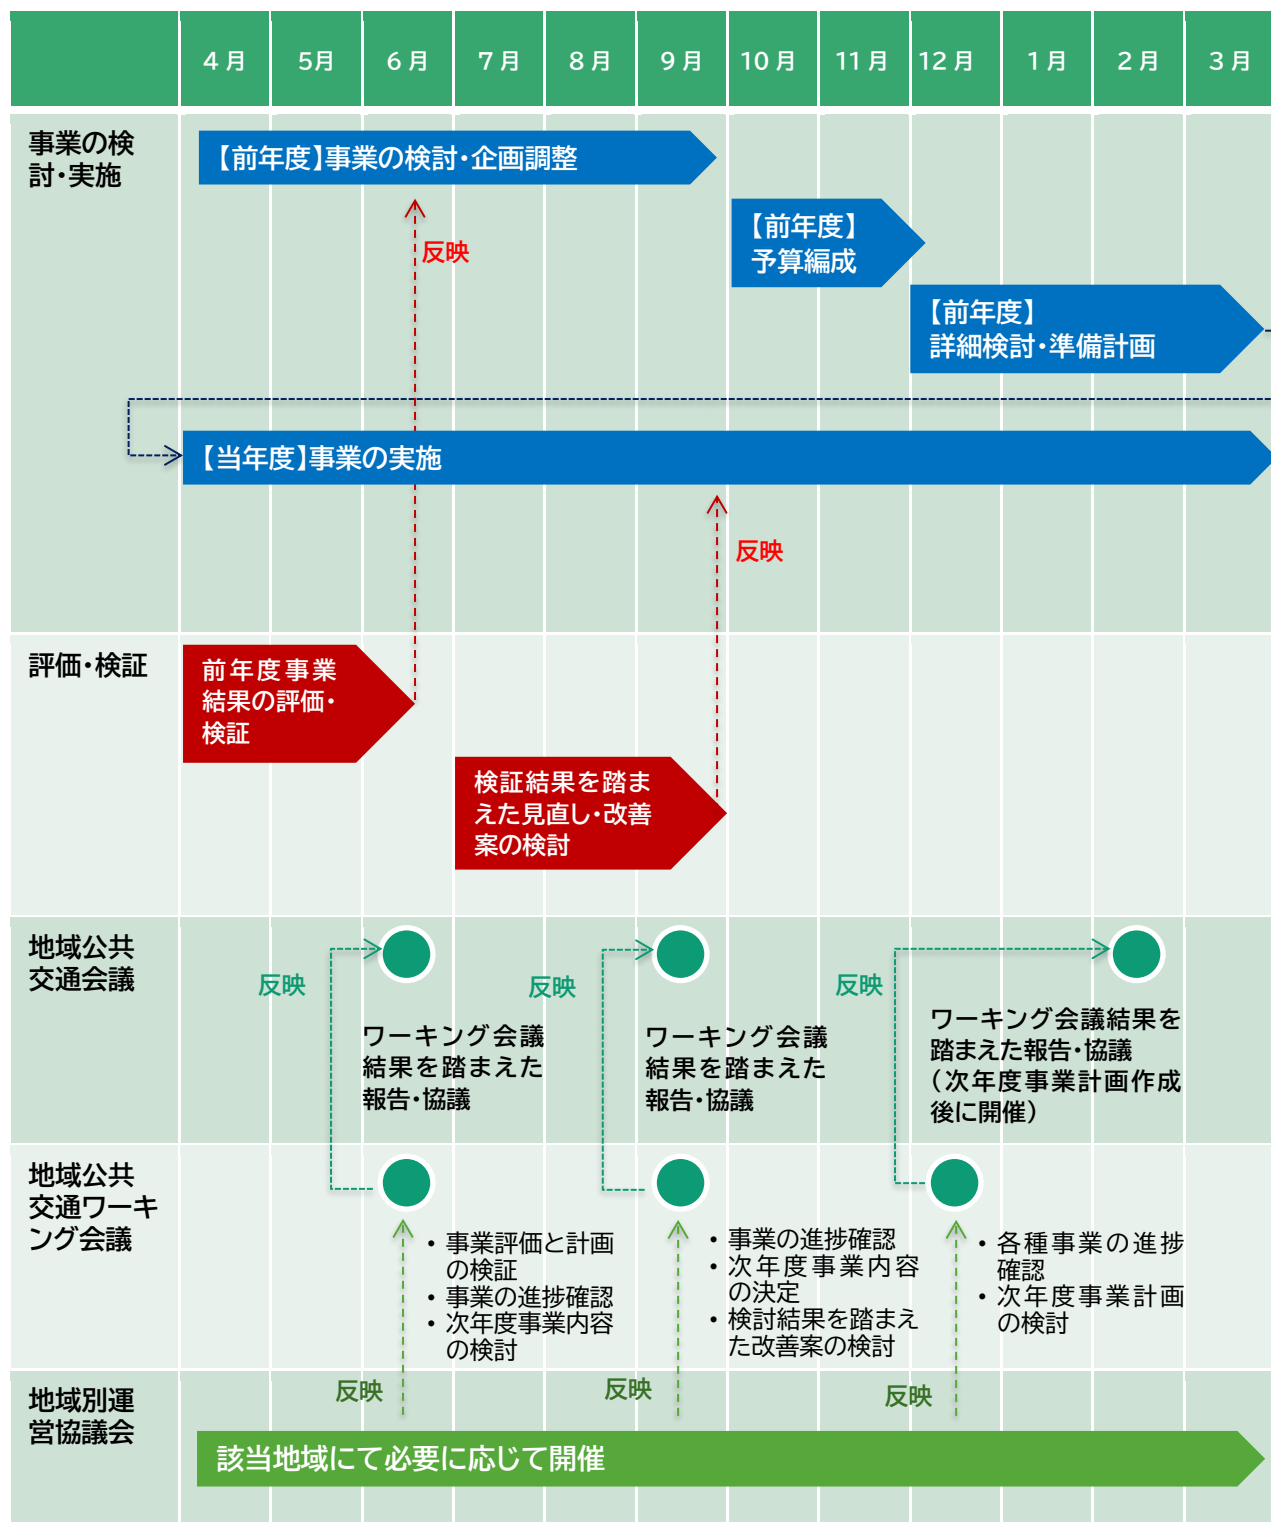 4月 5月 6月 7月 8月 9月 10月 11月 12月 1月 2月 3月
事業の検
討・実施
【前年度】事業の検討・企画調整
反映
【前年度】
予算編成
【前年度】
詳細検討・準備計画
【当年度】事業の実施
反映
評価・検証
前年度事業
結果の評価・
検証
検証結果を踏ま
えた見直し・改善
案の検討
地域公共
交通会議
反映
ワーキング会議
結果を踏まえた
報告・協議
反映
ワーキング会議
結果を踏まえた
報告・協議
反映
ワーキング会議結果を
踏まえた報告・協議
（次年度事業計画作成
後に開催）
地域公共
交通ワーキ
ング会議
・事業評価と計画
の検証
・事業の進捗確認
・次年度事業内容
の検討
・事業の進捗確認
・次年度事業内容
の決定
・検討結果を踏まえ
た改善案の検討
・各種事業の進捗
確認
・次年度事業計画
の検討
地域別運
営協議会
反映
反映
反映
該当地域にて必要に応じて開催